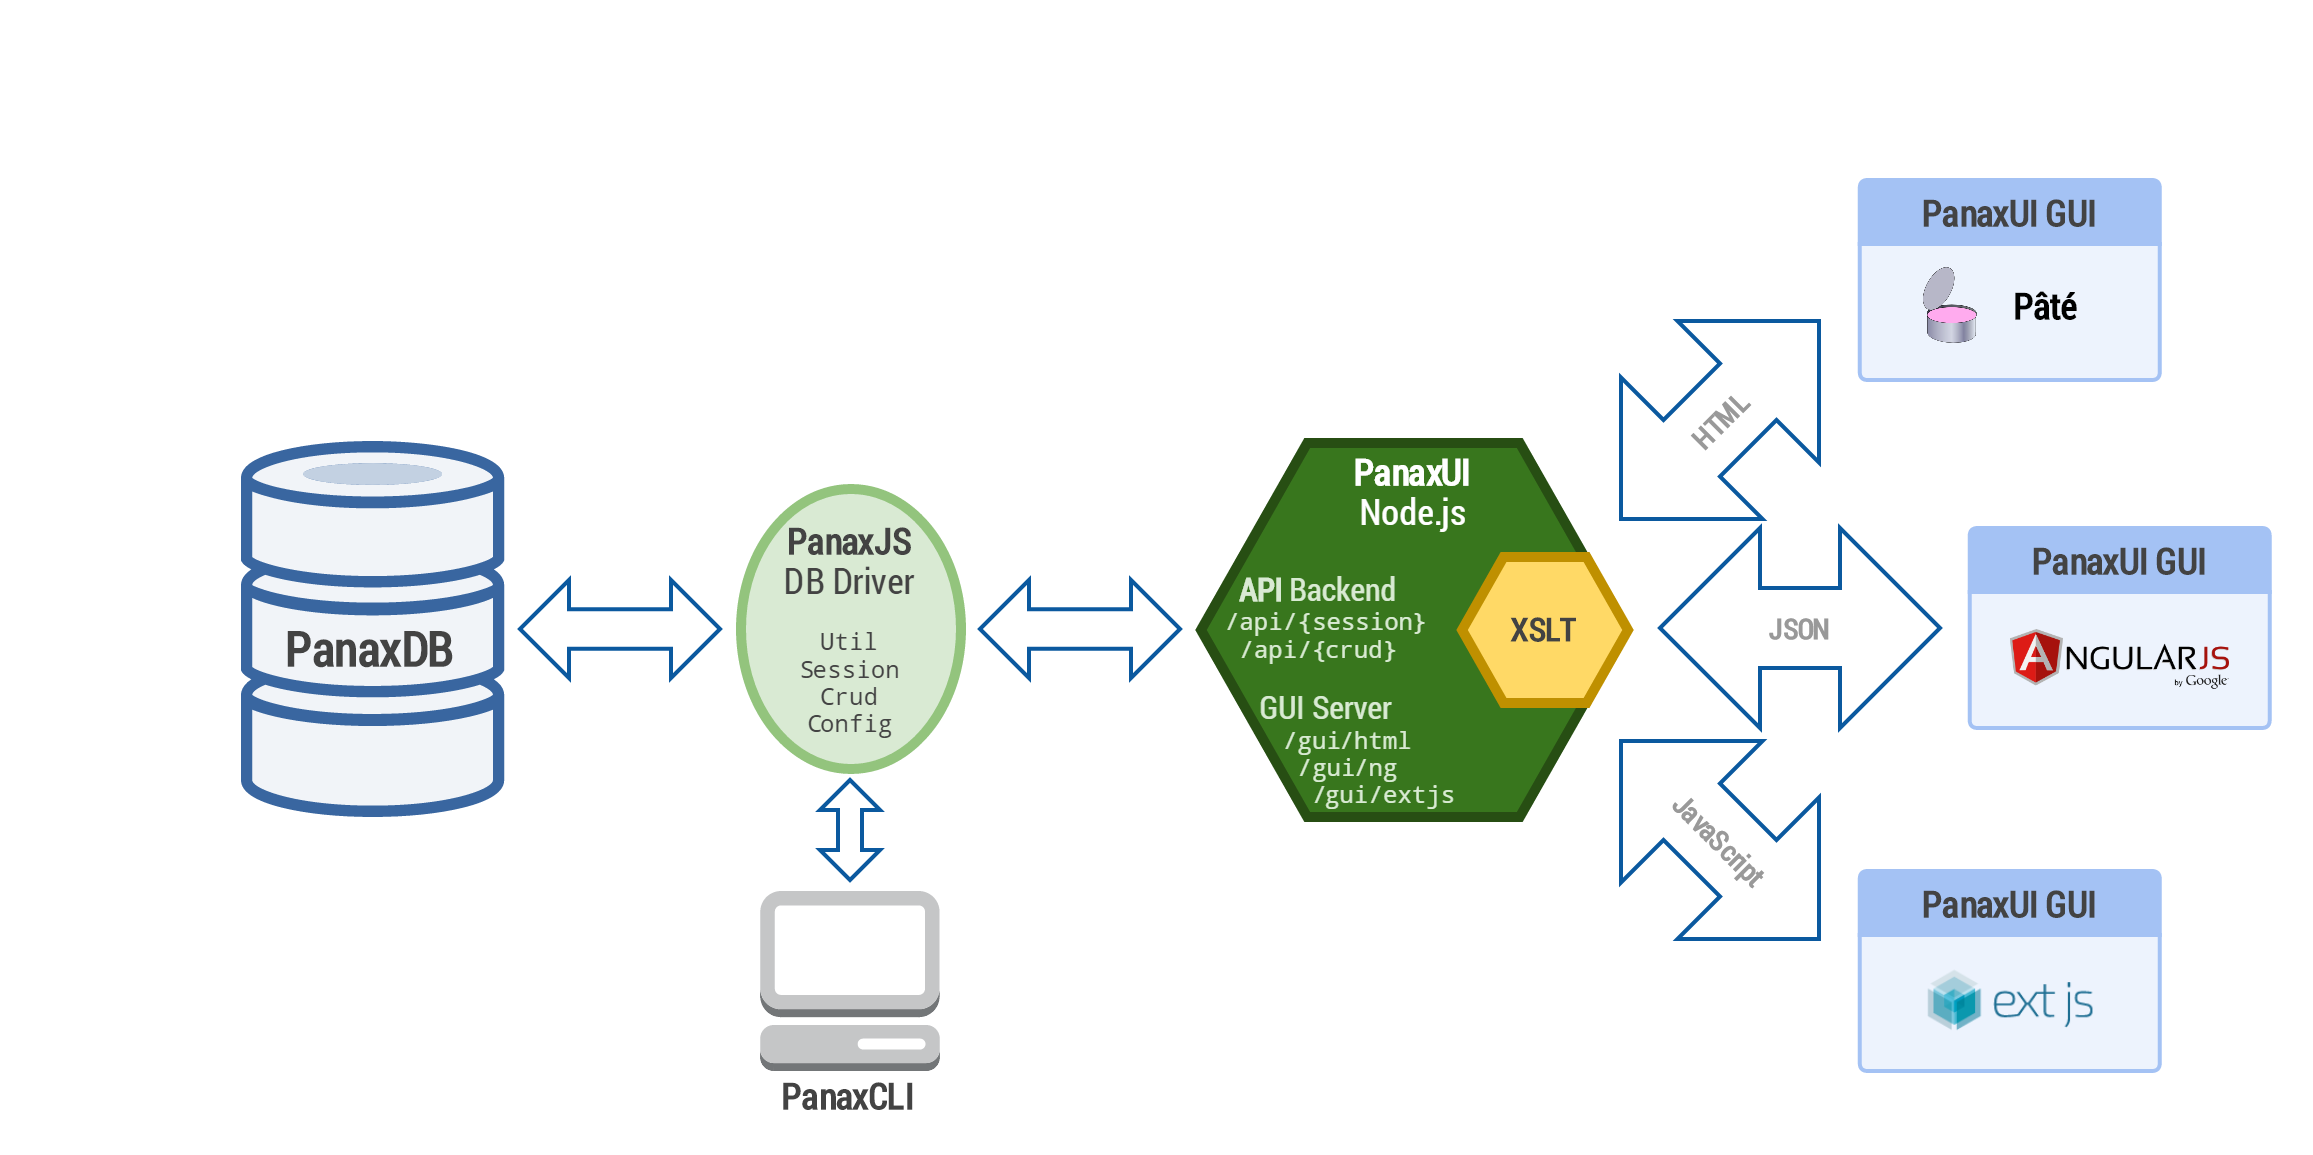 PanaxDB
PanaxJS
DB Driver
Util
Session
Crud
Config
PanaxCLI
PanaxUI
Node.js
API Backend
/api/{session}
/api/{crud}
GUI Server
/gui/html
/gui/ng
/gui/extjs
XSLT
HTML
JSON
JavaScript
PanaxUI GUI
Pâté
PanaxUI GUI
ANGULARJS
by Google
PanaxUI GUI
ext js